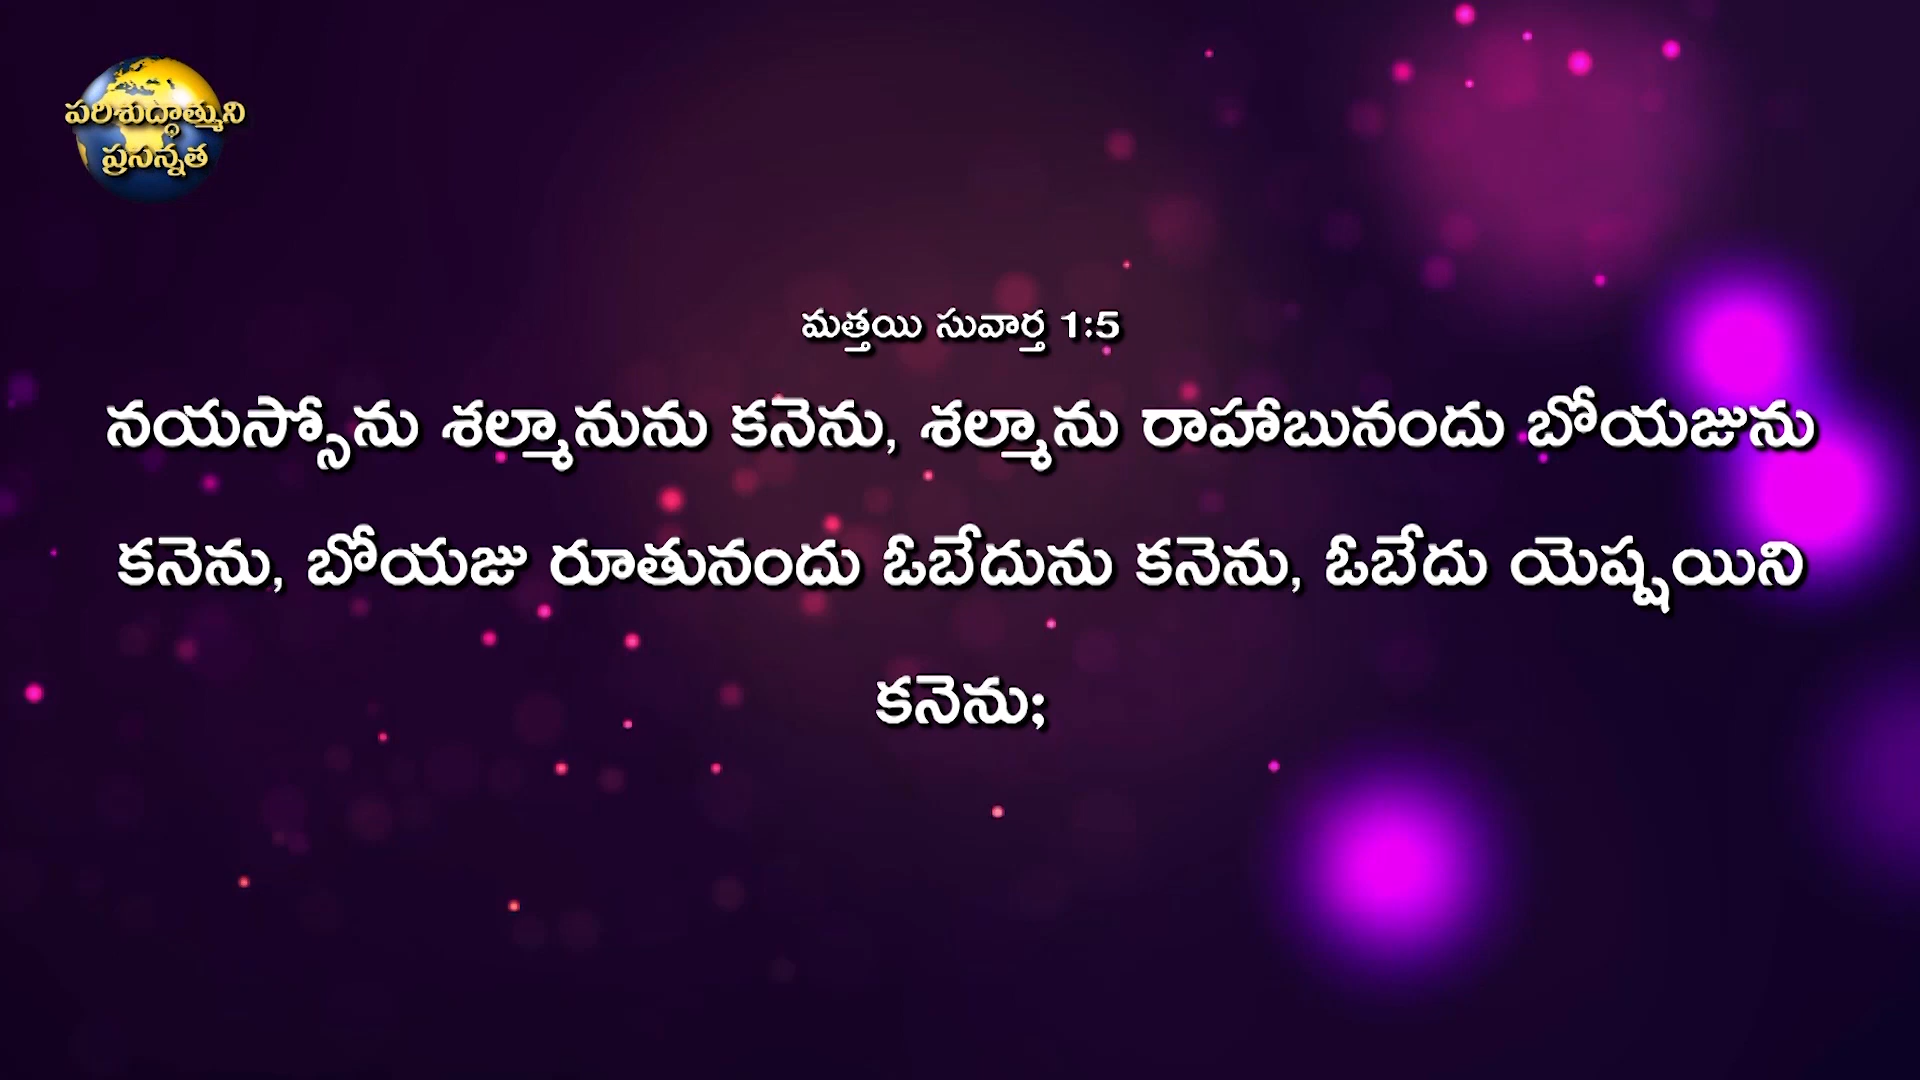 పరిశుద్ధాత్ముని
ప్రసన్నత
మత్తయి సువార్త 1:5
నయస్సోను శల్మానును కనెను, శల్మాను రాహాబునందు బోయజును
కనెను, బోయజు రూతునందు ఓబేదును కనెను, ఓబేదు యెష్షయిని
కనెను;